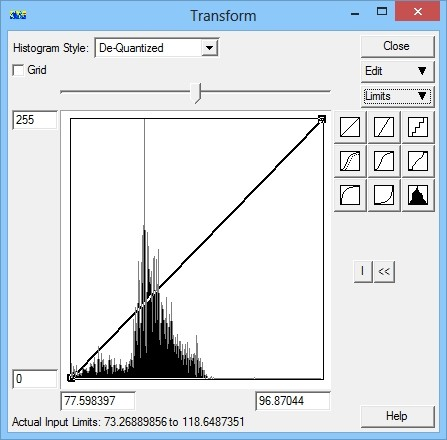 Transform
Histogram Style: De-Quantized
Close
Grid
Edit
Limits
255
I <<
0
77.598397 96.87044
Actual Input Limits: 73.26889856 to 118.6487351
Help